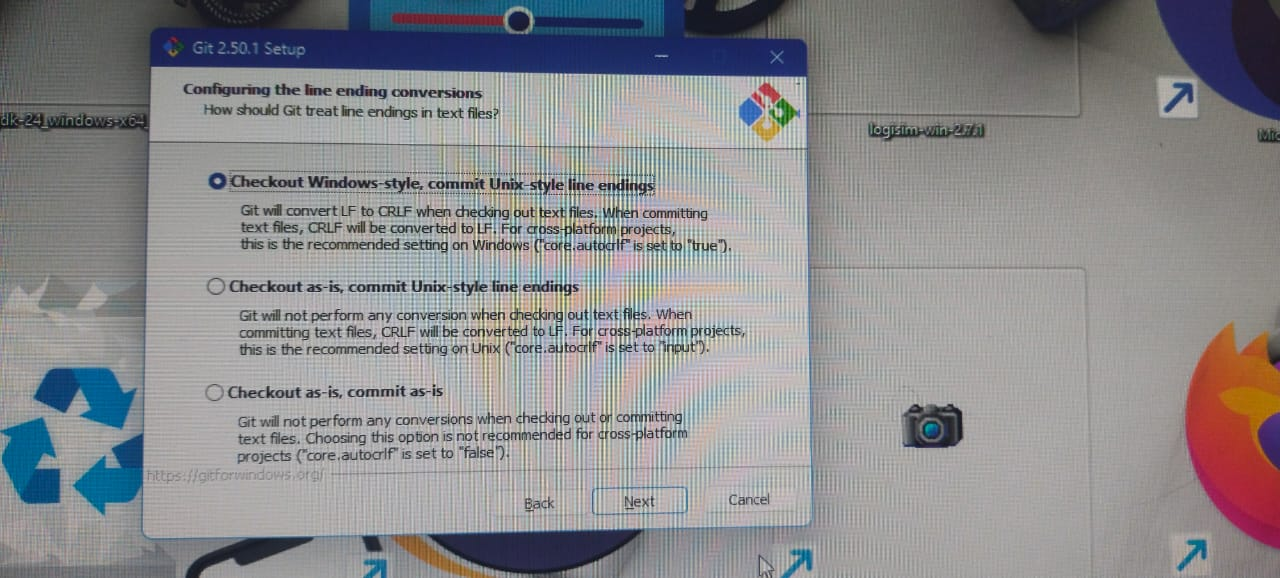 Git 2.50.1 Setup
Configuring the line ending conversions
How should Git treat line endings in text files?
dk-24_windows-x64_
logisim-win-2.7.1
Mic
Checkout Windows-style, commit Unix-style line endings
Git will convert LF to CRLF when checking out text files. When committing
text files, CRLF will be converted to LF. For cross-platform projects,
this is the recommended setting on Windows ("core.autocrlf" is set to "true").
Checkout as-is, commit Unix-style line endings
Git will not perform any conversion when checking out text files. When
committing text files, CRLF will be converted to LF. For cross-platform projects,
this is the recommended setting on Unix ("core.autocrlf" is set to "input").
Checkout as-is, commit as-is
Git will not perform any conversions when checking out or committing
text files. Choosing this option is not recommended for cross-platform
projects ("core.autocrlf" is set to "false").
https://gitforwindows.org/
Back
Next
Cancel